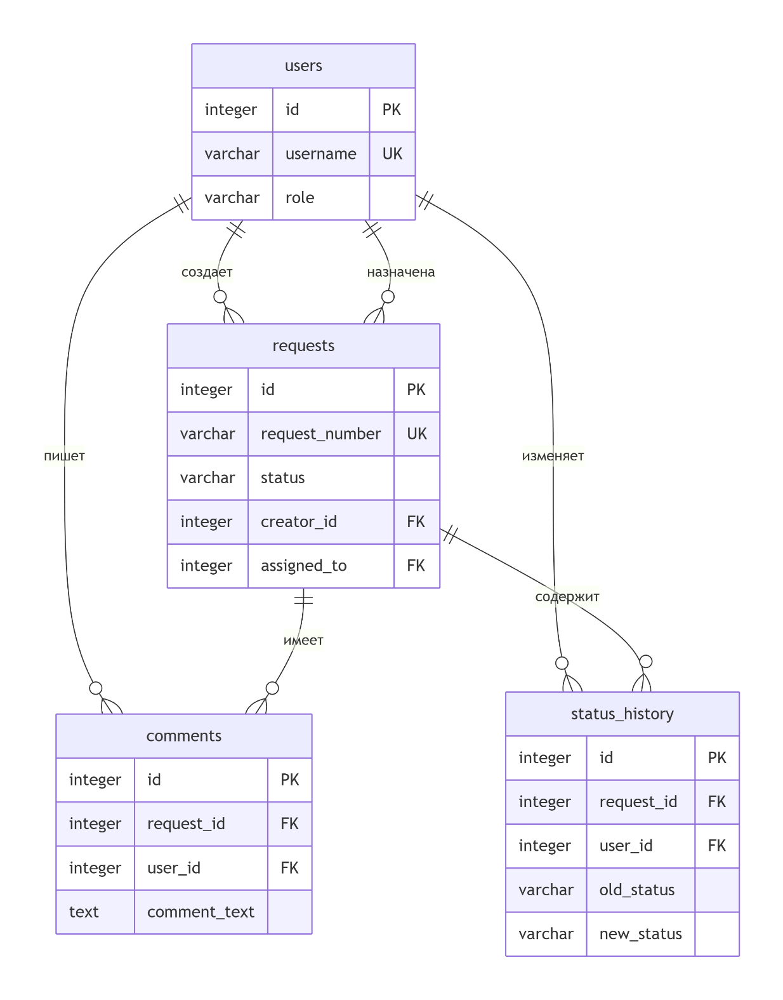 users
integer id PK
varchar username UK
varchar role
создает
назначена
requests
integer id PK
varchar request_number UK
varchar status
integer creator_id FK
integer assigned_to FK
пишет
изменяет
содержит
имеет
comments
integer id PK
integer request_id FK
integer user_id FK
text comment_text
status_history
integer id PK
integer request_id FK
integer user_id FK
varchar old_status
varchar new_status